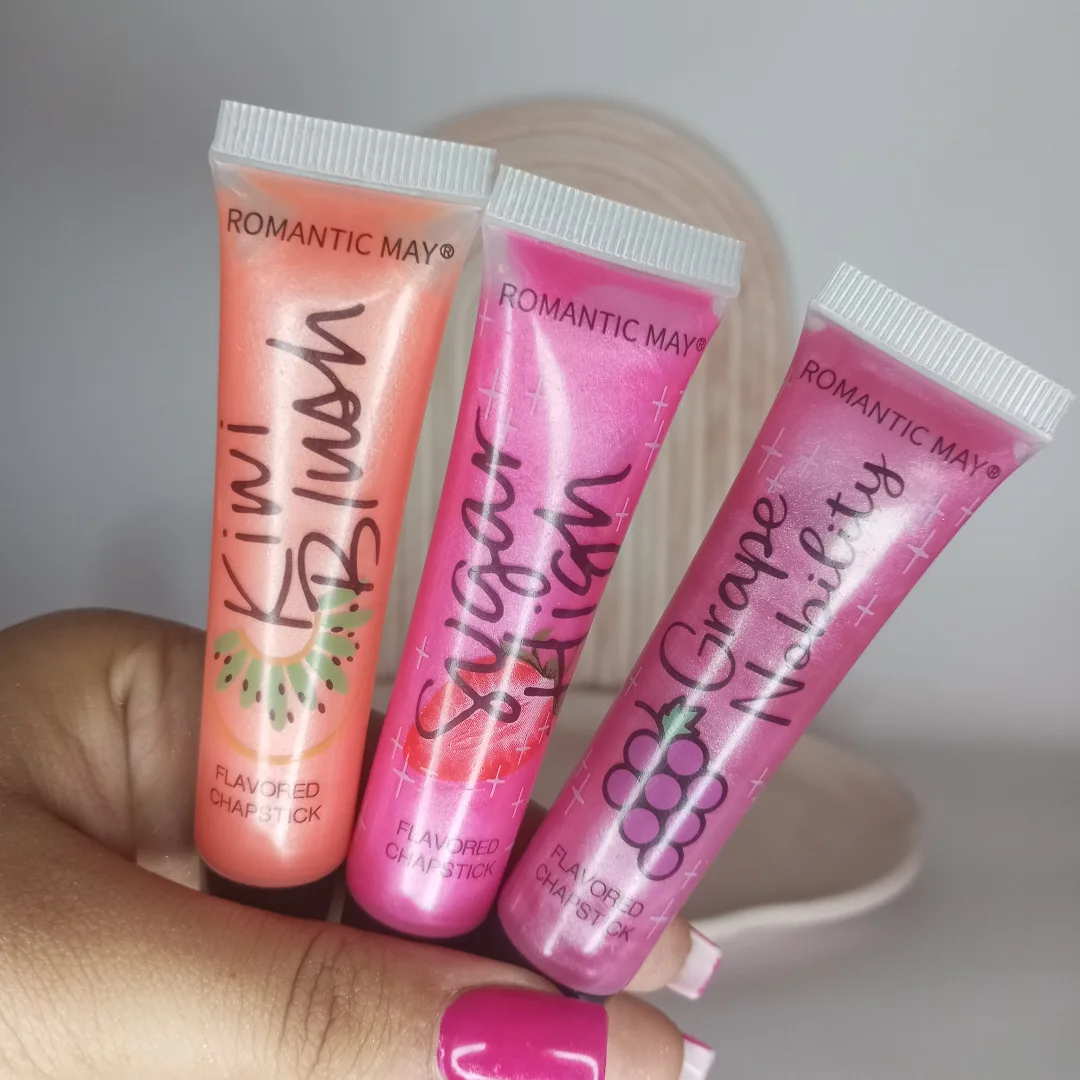 ROMANTIC MAY®
Kiwi
Blush
FLAVORED
CHAPSTICK
ROMANTIC MAY®
Sugar
High
FLAVORED
CHAPSTICK
ROMANTIC MAY®
Grape
Nobility
FLAVORED
CHAPSTICK